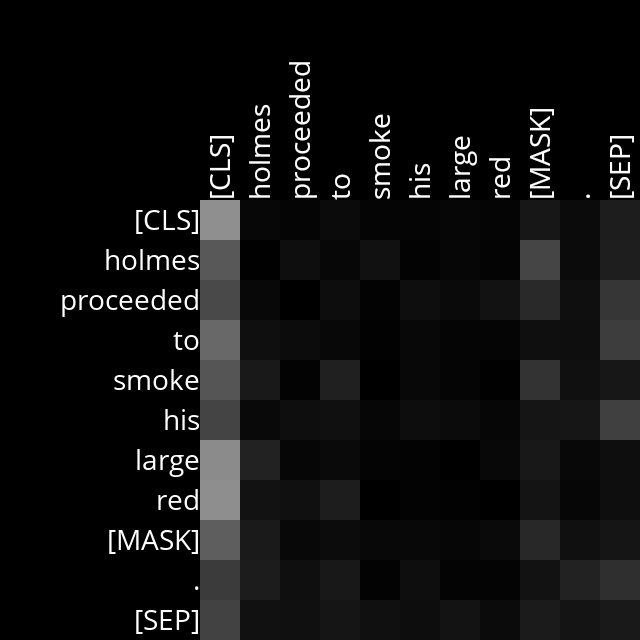 [CLS]
holmes
proceeded
to
smoke
his
large
red
[MASK]
.
[SEP]
[CLS]
holmes
proceeded
to
smoke
his
large
red
[MASK]
.
[SEP]